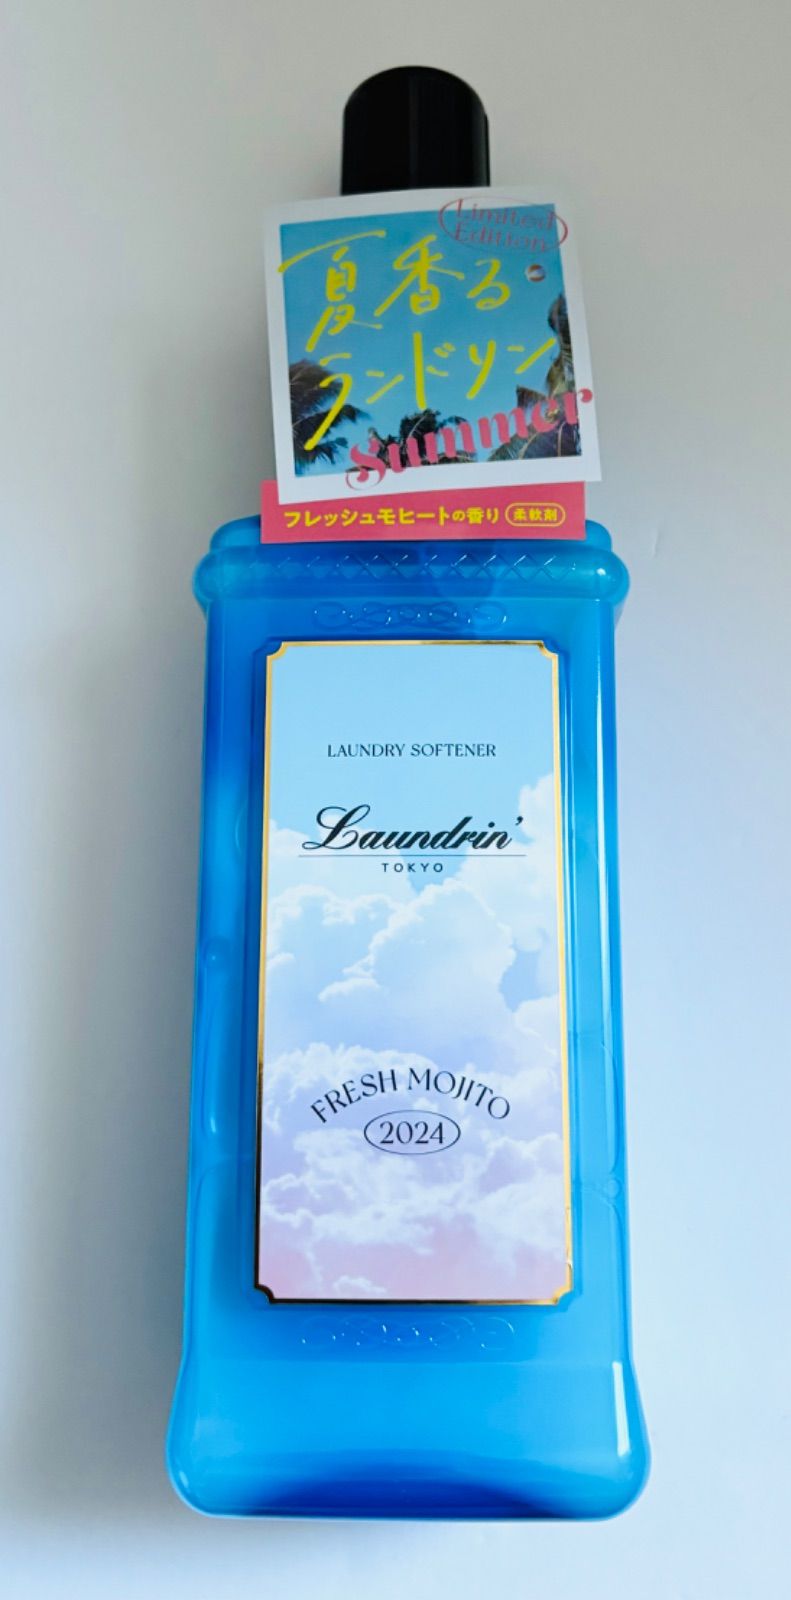 Limited
Edition
夏香る
ランドリン
Summer
フレッシュモヒートの香り 柔軟剤
LAUNDRY SOFTENER
Laundrin'
TOKYO
FRESH MOJITO
2024